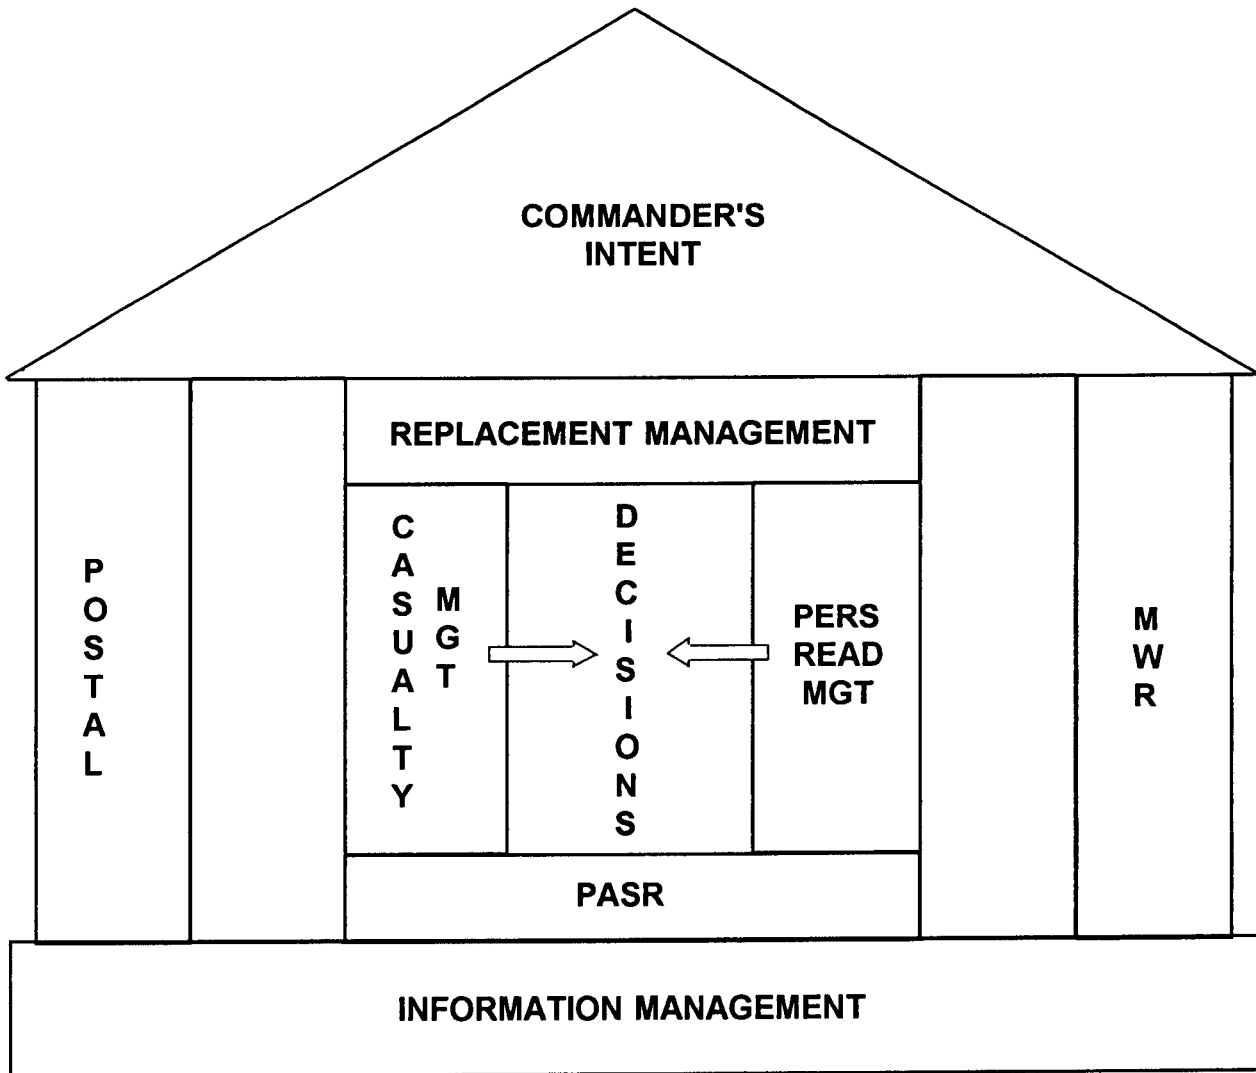 COMMANDER'S
INTENT
REPLACEMENT MANAGEMENT
POSTAL
CASUALTY
MGT
DECISIONS
PERS
READ
MGT
MWR
PASR
INFORMATION MANAGEMENT